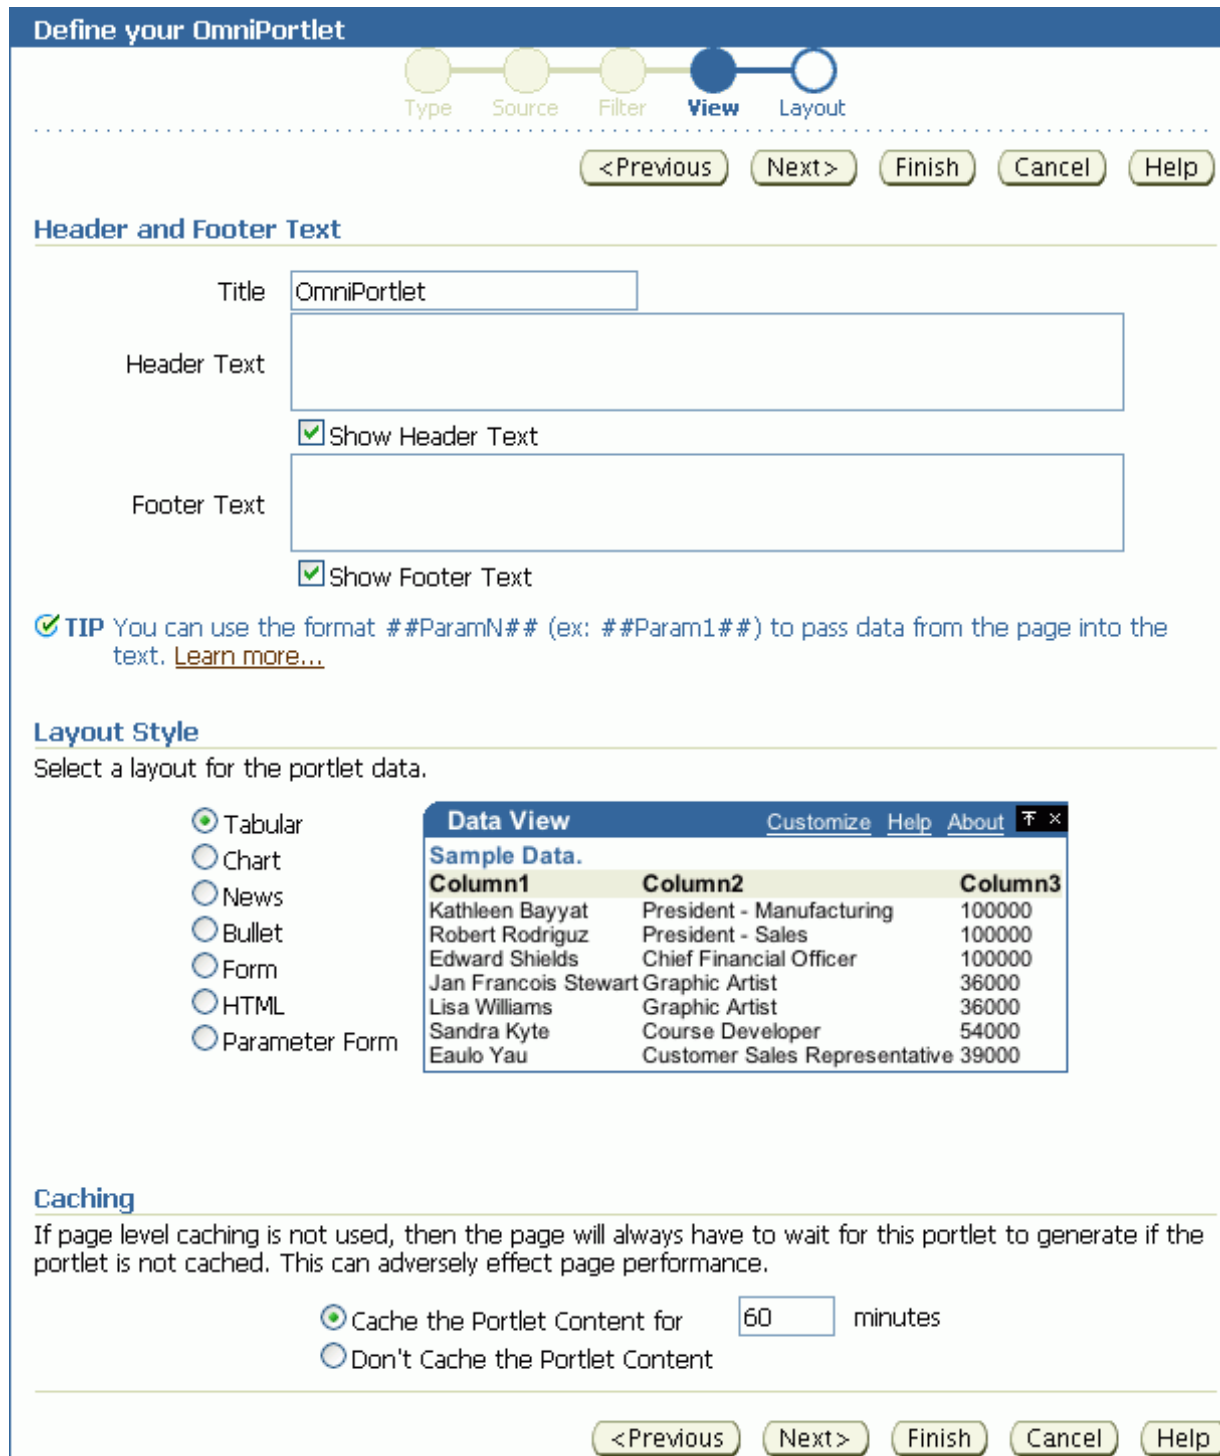 Define your OmniPortlet
Type Source Filter View Layout
<Previous Next> Finish Cancel Help
Header and Footer Text
Title OmniPortlet
Header Text
Show Header Text
Footer Text
Show Footer Text
TIP You can use the format ##ParamN## (ex: ##Param1##) to pass data from the page into the
text. Learn more...
Layout Style
Select a layout for the portlet data.
Tabular
Chart
News
Bullet
Form
HTML
Parameter Form
Data View Customize Help About
Sample Data.
Column1 Column2 Column3
Kathleen Bayyat President - Manufacturing 100000
Robert Rodriguz President - Sales 100000
Edward Shields Chief Financial Officer 100000
Jan Francois Stewart Graphic Artist 36000
Lisa Williams Graphic Artist 36000
Sandra Kyte Course Developer 54000
Eaulo Yau Customer Sales Representative 39000
Caching
If page level caching is not used, then the page will always have to wait for this portlet to generate if the
portlet is not cached. This can adversely effect page performance.
Cache the Portlet Content for 60 minutes
Don't Cache the Portlet Content
<Previous Next> Finish Cancel Help